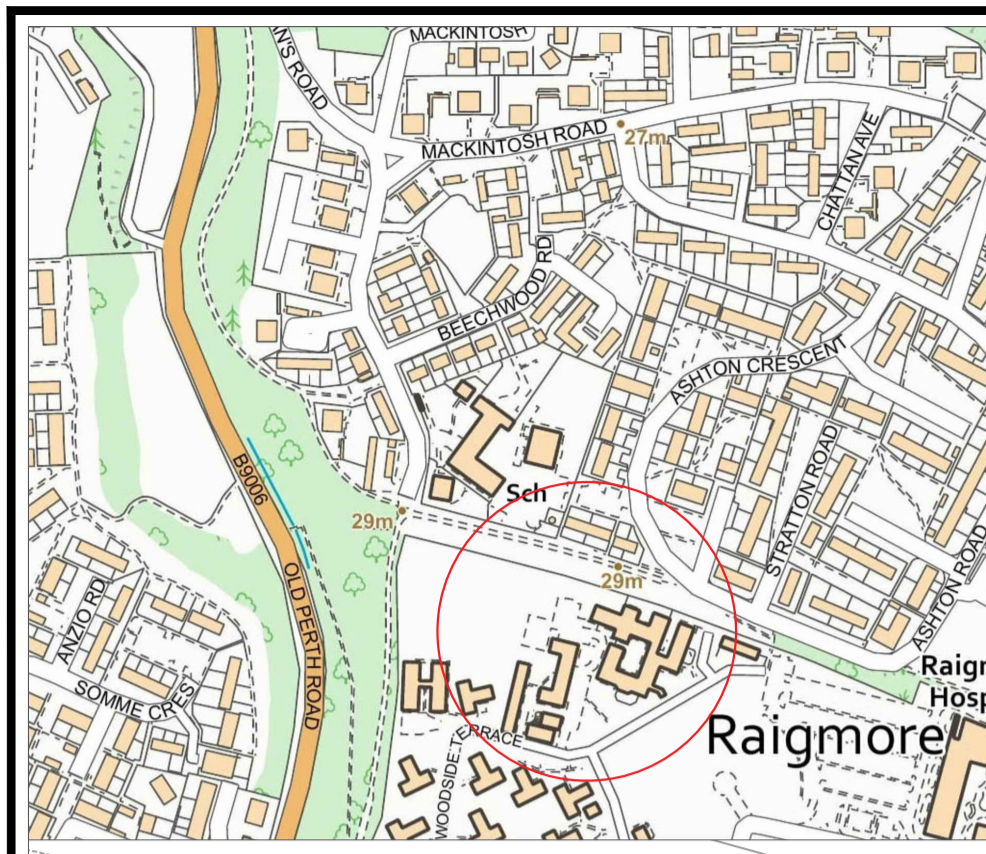 MACKINTOSH
AN'S ROAD
MACKINTOSH ROAD
27m
CHATTAN AVE
BEECHWOOD RD
ASHTON CRESCENT
B9006
Sch
29m
STRATTON ROAD
29m
OLD PERTH ROAD
ANZIO RD
ASHTON ROAD
Raigm
Hosp
SOMME CRES
Raigmore
WOODSIDE TERRACE